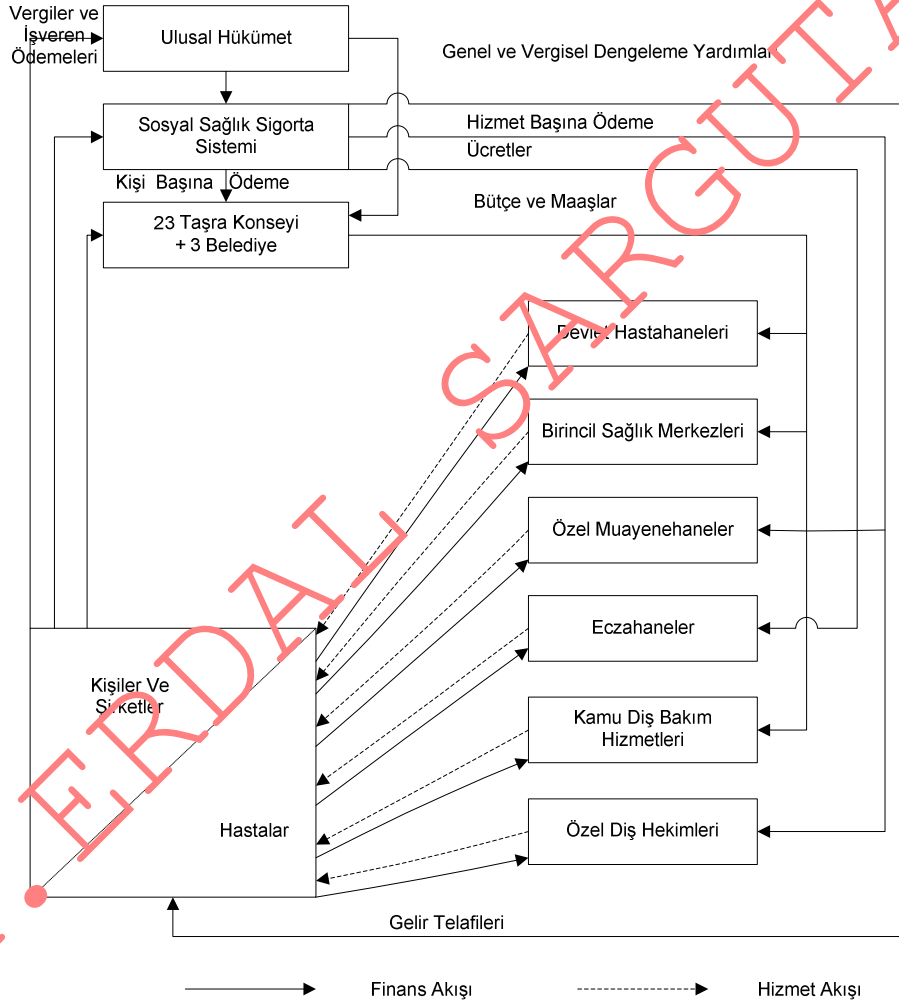 Vergiler ve
İşveren
Ödemeleri
Ulusal Hükümet
Genel ve Vergisel Dengeleme Yardımları
Sosyal Sağlık Sigorta
Sistemi
Hizmet Başına Ödeme
Ücretler
Kişi Başına Ödeme
23 Taşra Konseyi
+ 3 Belediye
Bütçe ve Maaşlar
Devlet Hastahaneleri
Birincil Sağlık Merkezleri
Özel Muayenehaneler
Eczahaneler
Kişiler Ve
Şirketler
Kamu Diş Bakım
Hizmetleri
Hastalar
Özel Diş Hekimleri
Gelir Telafileri
Finans Akışı
Hizmet Akışı
ERDAL SARGUTA